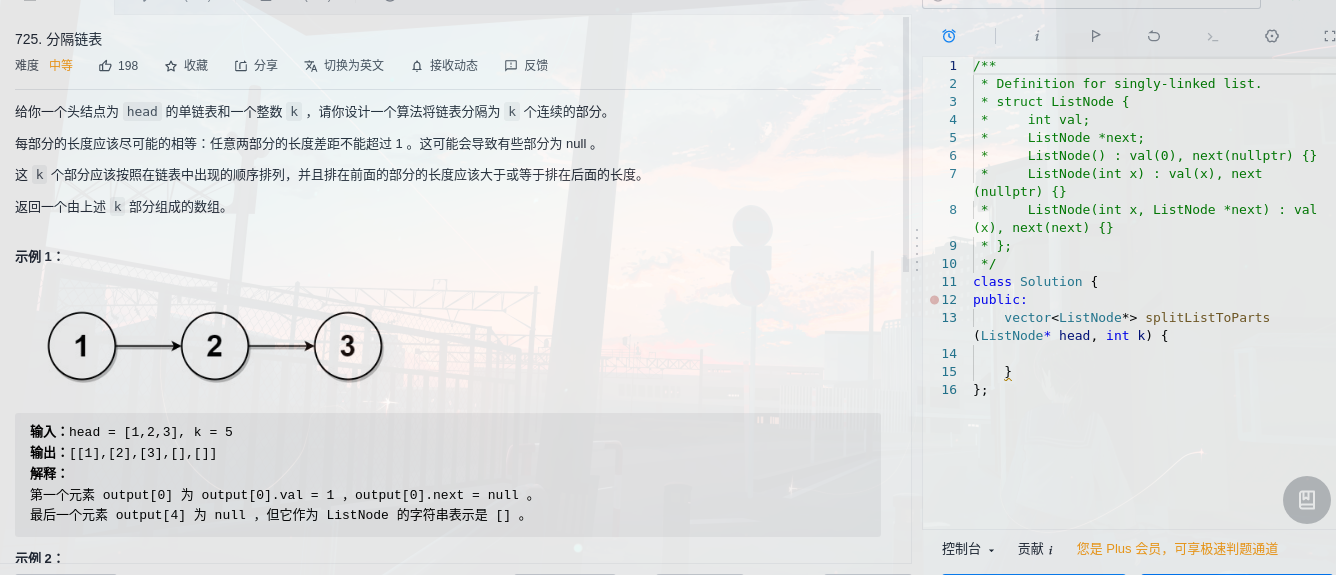 725. 分隔链表
难度 中等 198 收藏 分享 切换为英文 接收动态 反馈
给你一个头结点为 head 的单链表和一个整数 k ，请你设计一个算法将链表分隔为 k 个连续的部分。
每部分的长度应该尽可能的相等：任意两部分的长度差距不能超过 1 。这可能会导致有些部分为 null 。
这 k 个部分应该按照在链表中出现的顺序排列，并且排在前面的部分的长度应该大于或等于排在后面的长度。
返回一个由上述 k 部分组成的数组。
示例 1：
1 2 3
输入：head = [1,2,3], k = 5
输出：[[1],[2],[3],[],[]]
解释：
第一个元素 output[0] 为 output[0].val = 1 ，output[0].next = null 。
最后一个元素 output[4] 为 null ，但它作为 ListNode 的字符串表示是 [] 。
示例 2：
1 /**
2  * Definition for singly-linked list.
3  * struct ListNode {
4  *     int val;
5  *     ListNode *next;
6  *     ListNode() : val(0), next(nullptr) {}
7  *     ListNode(int x) : val(x), next
(nullptr) {}
8  *     ListNode(int x, ListNode *next) : val
(x), next(next) {}
9  * };
10  */
11 class Solution {
12 public:
13     vector<ListNode*> splitListToParts
(ListNode* head, int k) {
14
15     }
16 };
控制台 贡献 i 您是 Plus 会员，可享极速判题通道